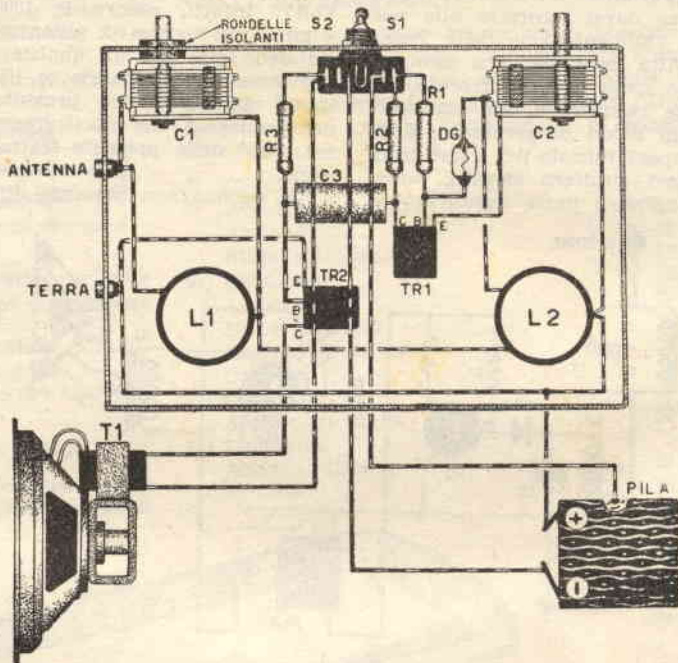 S2 S1
RONDELLE
ISOLANTI
C1
R3
R2
R1
DG
C2
ANTENNA
C3
C B E
TR1
TERRA
L1
E
B
C
TR2
L2
T1
PILA
+
-